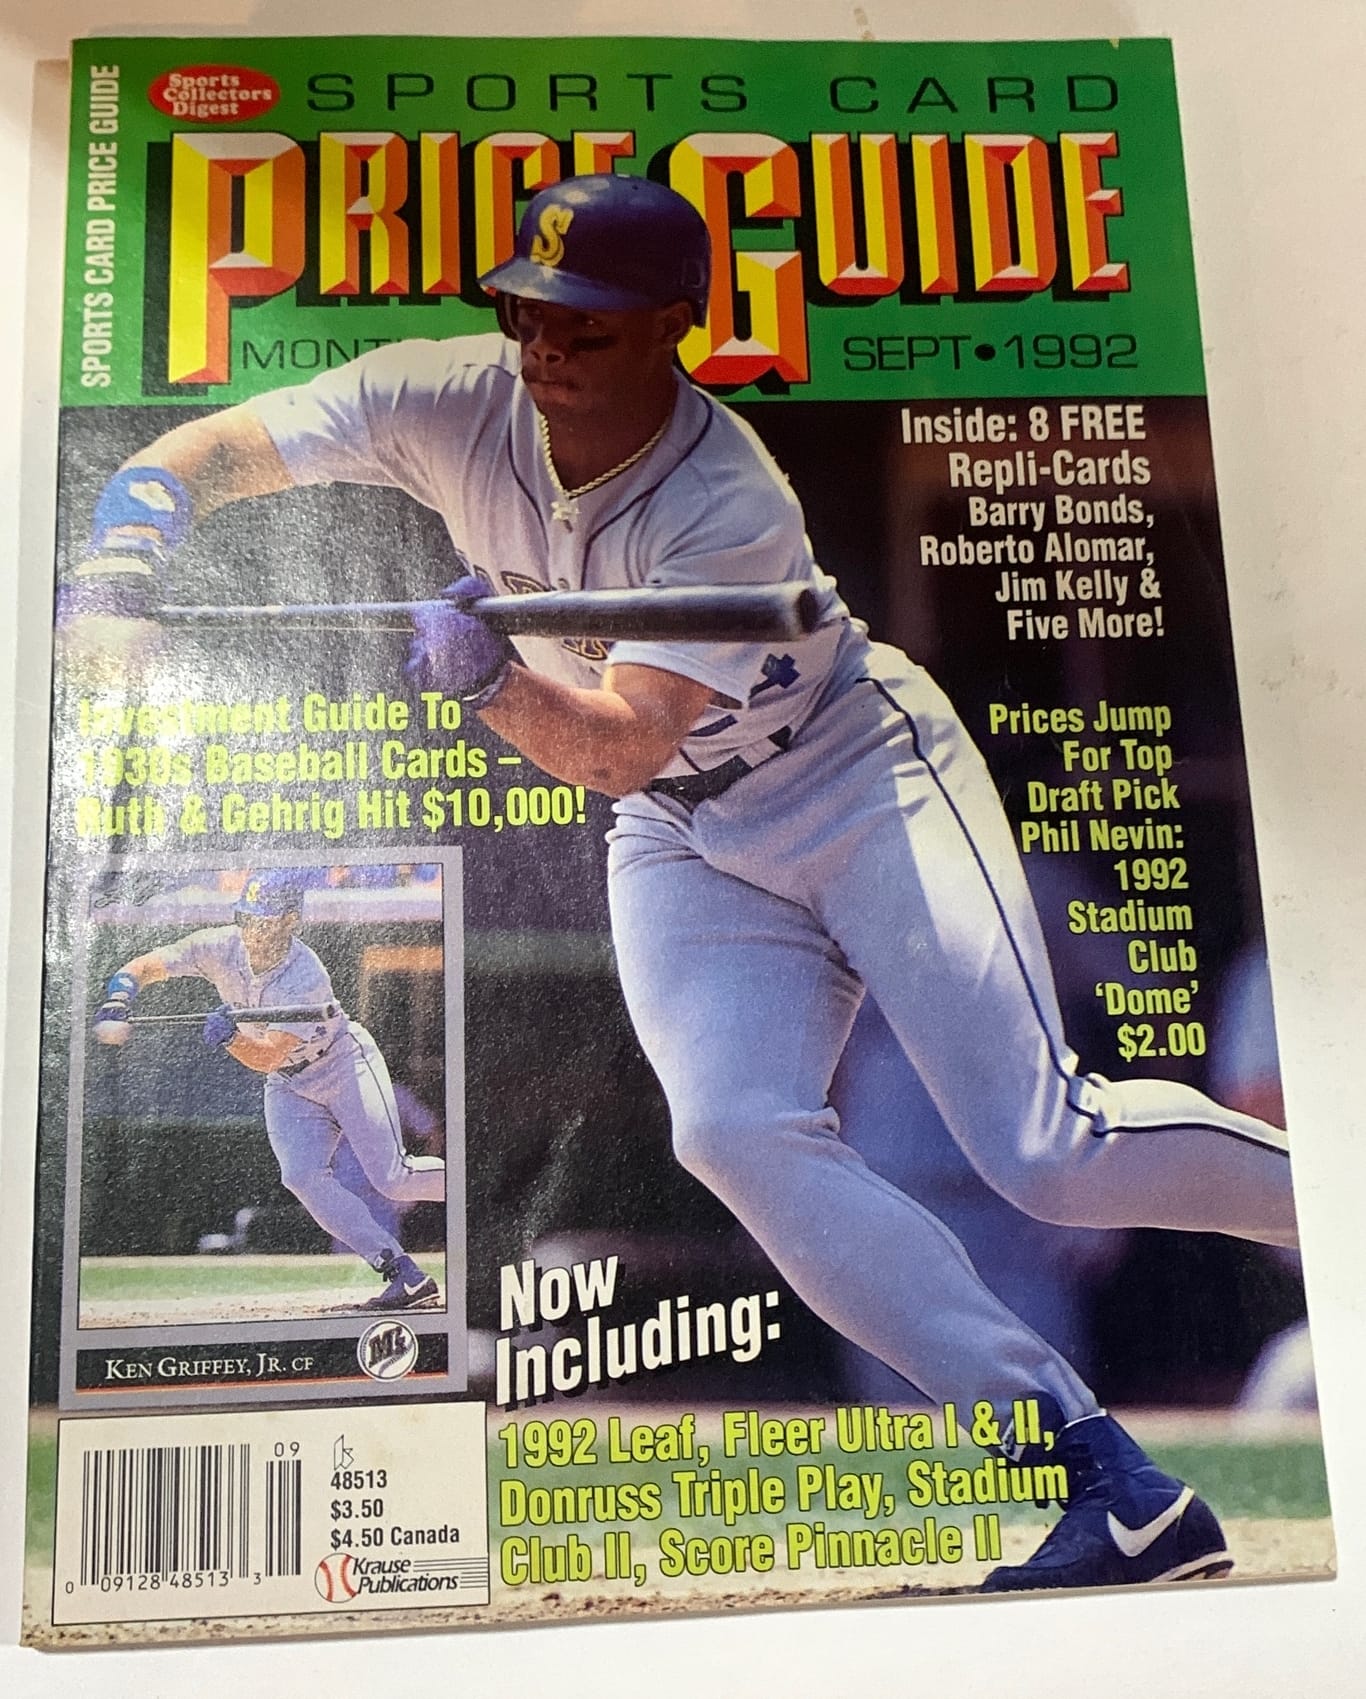 SPORTS CARD PRICE GUIDE
Sports
Collectors
Digest
SPORTS CARD
PRICE GUIDE
SEPT•1992
Inside: 8 FREE
Repli-Cards
Barry Bonds,
Roberto Alomar,
Jim Kelly &
Five More!
Investment Guide To
1930s Baseball Cards –
Ruth & Gehrig Hit $10,000!
Prices Jump
For Top
Draft Pick
Phil Nevin:
1992
Stadium
Club
‘Dome’
$2.00
S
M's
KEN GRIFFEY, JR. CF
Now
Including:
1992 Leaf, Fleer Ultra I & II,
Donruss Triple Play, Stadium
Club II, Score Pinnacle II
09
k
48513
$3.50
$4.50 Canada
Krause
Publications
0 09128 48513 3